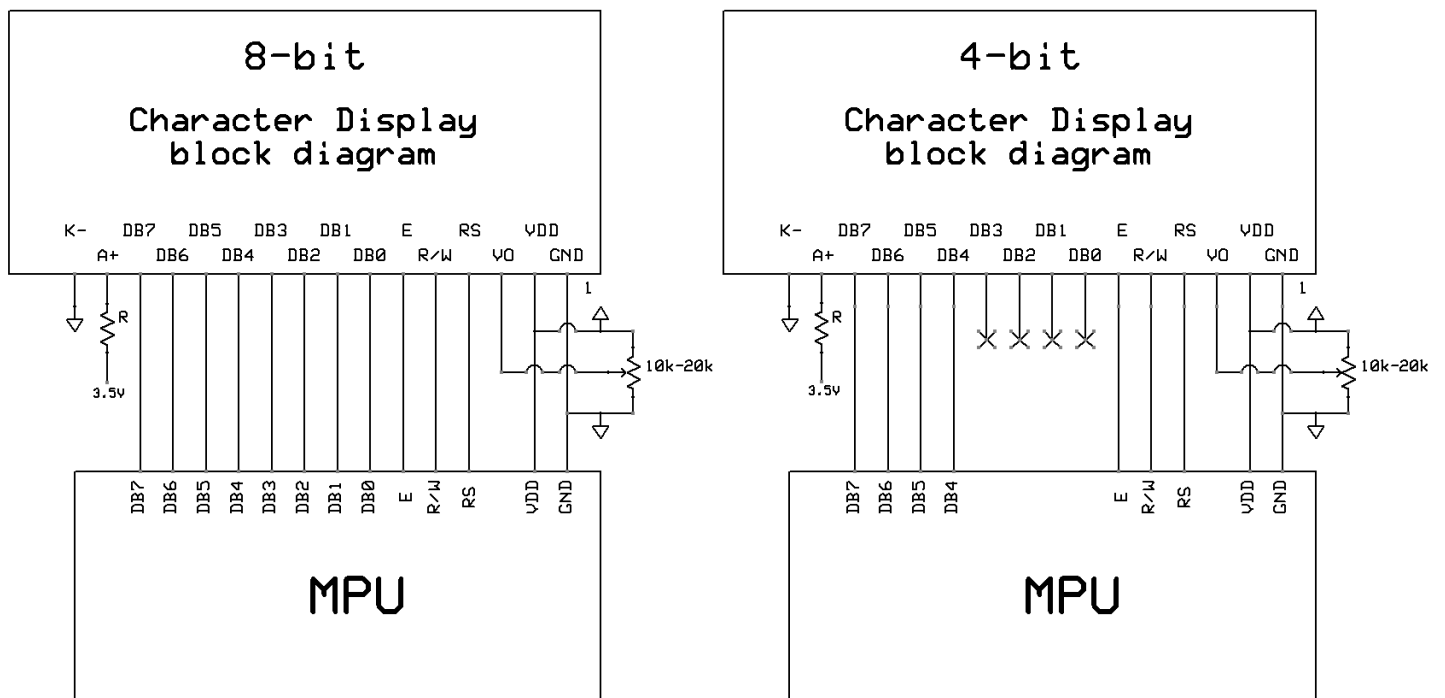 8-bit
Character Display
block diagram
K- DB7 DB5 DB3 DB1 E RS VDD
A+ DB6 DB4 DB2 DB0 R/W VO GND
1
R
10k-20k
3.5V
DB7 DB6 DB5 DB4 DB3 DB2 DB1 DB0 E R/W RS VDD GND
MPU
4-bit
Character Display
block diagram
K- DB7 DB5 DB3 DB1 E RS VDD
A+ DB6 DB4 DB2 DB0 R/W VO GND
1
R
10k-20k
3.5V
DB7 DB6 DB5 DB4 E R/W RS VDD GND
MPU